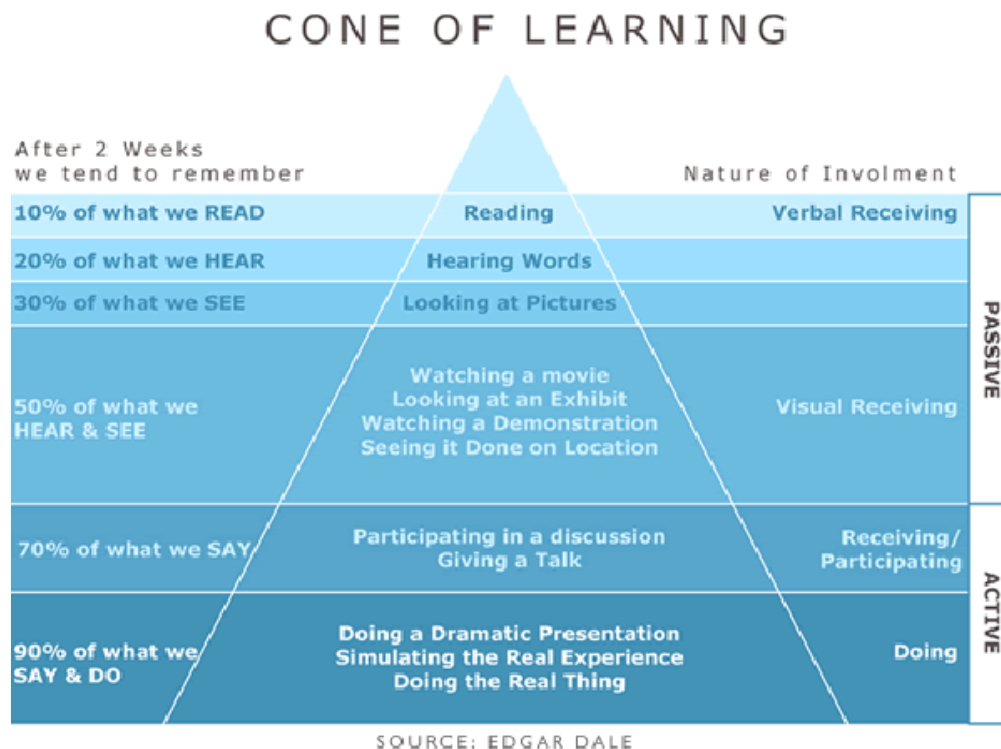 CONE OF LEARNING
After 2 Weeks
we tend to remember
Nature of Involment
10% of what we READ
Reading
Verbal Receiving
20% of what we HEAR
Hearing Words
30% of what we SEE
Looking at Pictures
50% of what we
HEAR & SEE
Watching a movie
Looking at an Exhibit
Watching a Demonstration
Seeing it Done on Location
Visual Receiving
PASSIVE
70% of what we SAY
Participating in a discussion
Giving a Talk
Receiving/
Participating
90% of what we
SAY & DO
Doing a Dramatic Presentation
Simulating the Real Experience
Doing the Real Thing
Doing
ACTIVE
SOURCE: EDGAR DALE